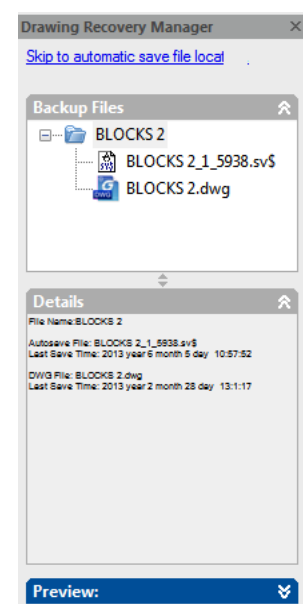 Drawing Recovery Manager
Skip to automatic save file locat
Backup Files
BLOCKS 2
BLOCKS 2_1_5938.sv$
BLOCKS 2.dwg
Details
File Name:BLOCKS 2
Autosave File: BLOCKS 2_1_5938.sv$
Last Save Time: 2013 year 6 month 5 day 10:57:52
DWG File: BLOCKS 2.dwg
Last Save Time: 2013 year 2 month 28 day 13:1:17
Preview: